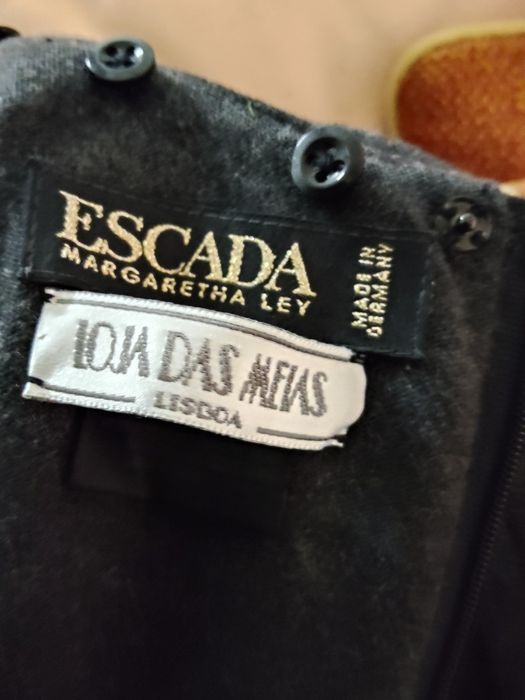 ESCADA
MARGARETHA LEY
MADE IN
GERMANY
LOJA DAS MEIAS
LISBOA